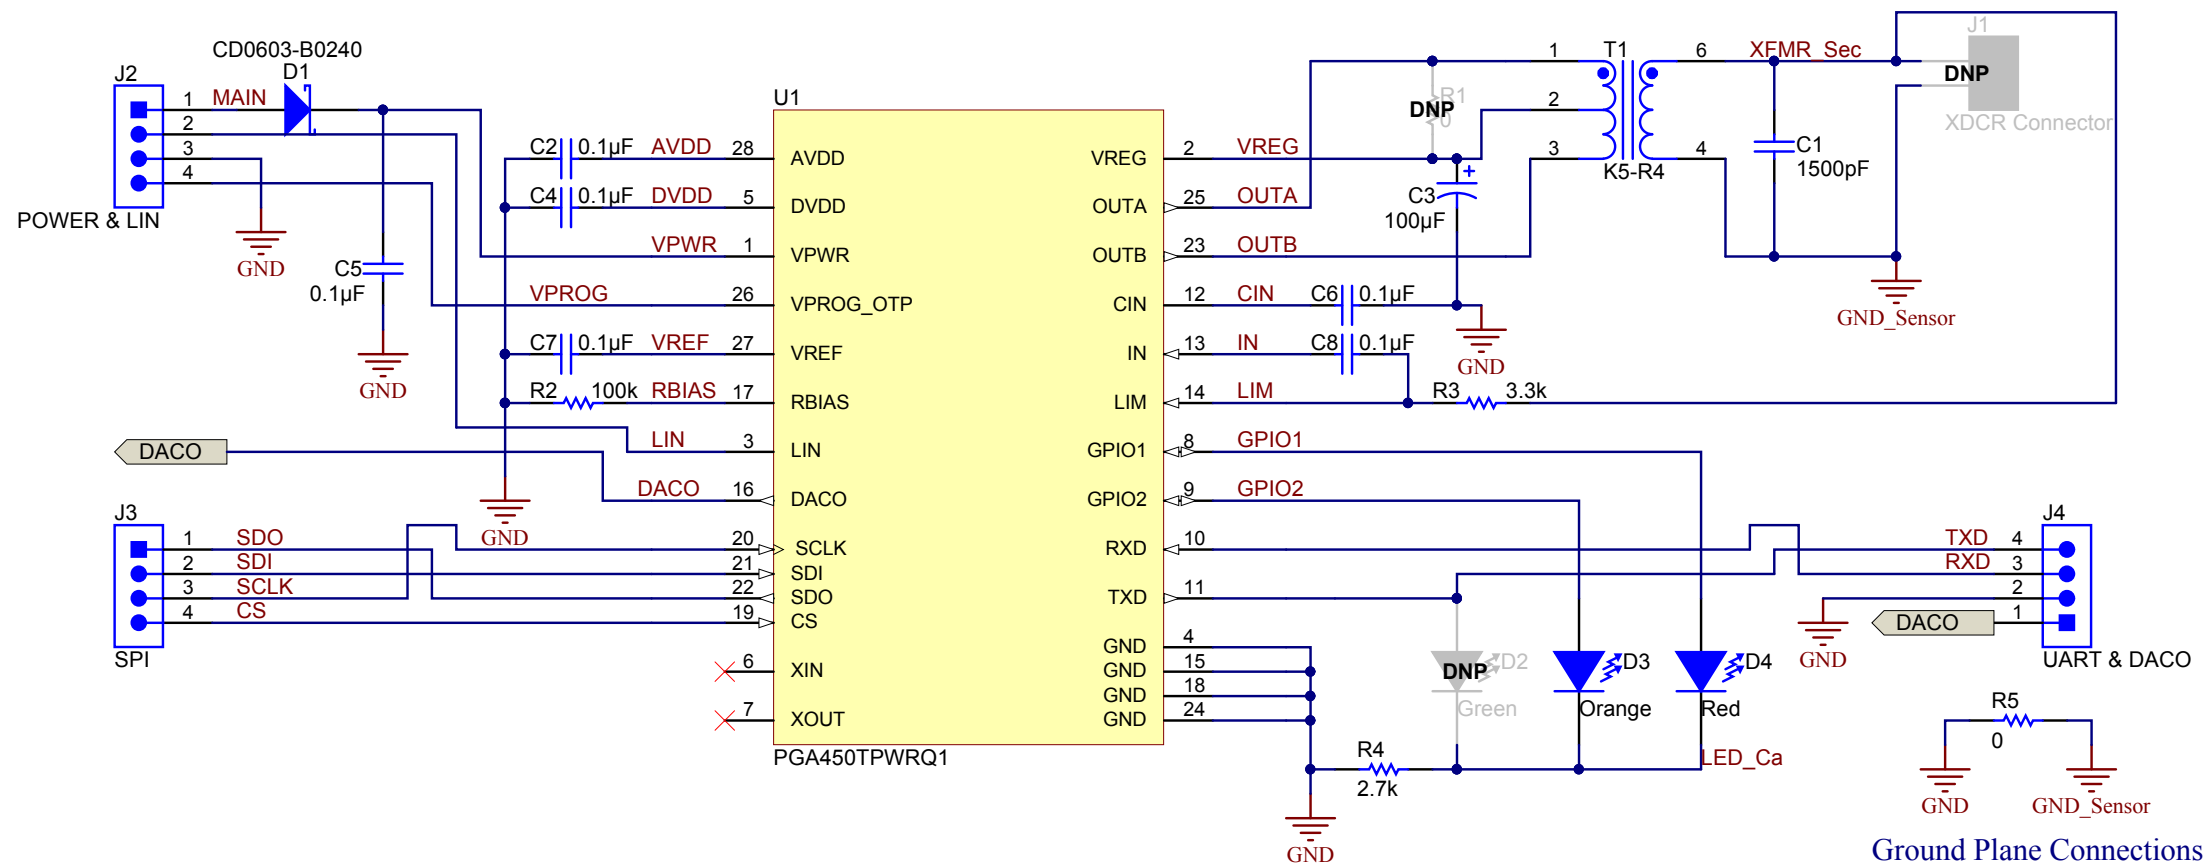 CD0603-B0240
D1
J2
1 MAIN
2
3
4
POWER & LIN
GND
C5
0.1µF
GND
C2 0.1µF AVDD 28 AVDD
C4 0.1µF DVDD 5 DVDD
VPWR 1 VPWR
VPROG 26 VPROG_OTP
C7 0.1µF VREF 27 VREF
R2 100k RBIAS 17 RBIAS
LIN 3 LIN
DACO
DACO 16 DACO
GND
J3
1 SDO
2 SDI
3 SCLK
4 CS
SPI
20 SCLK
21 SDI
22 SDO
19 CS
6 XIN
7 XOUT
U1
PGA450TPWRQ1
VREG 2 VREG
OUTA 25 OUTA
OUTB 23 OUTB
CIN 12 CIN C6 0.1µF
IN 13 IN C8 0.1µF
LIM 14 LIM R3 3.3k
GPIO1 8 GPIO1
GPIO2 9 GPIO2
RXD 10
TXD 11
GND 4
GND 15
GND 18
GND 24
R1
DNP
0
C3
+
100µF
GND
1 T1 6 XFMR_Sec
2
3 4
K5-R4
C1
1500pF
J1
DNP
XDCR Connector
GND_Sensor
DNP D2
Green
D3
Orange
D4
Red
LED_Ca
R4
2.7k
GND
J4
TXD 4
RXD 3
2
DACO 1
GND
UART & DACO
R5
0
GND
GND_Sensor
Ground Plane Connections